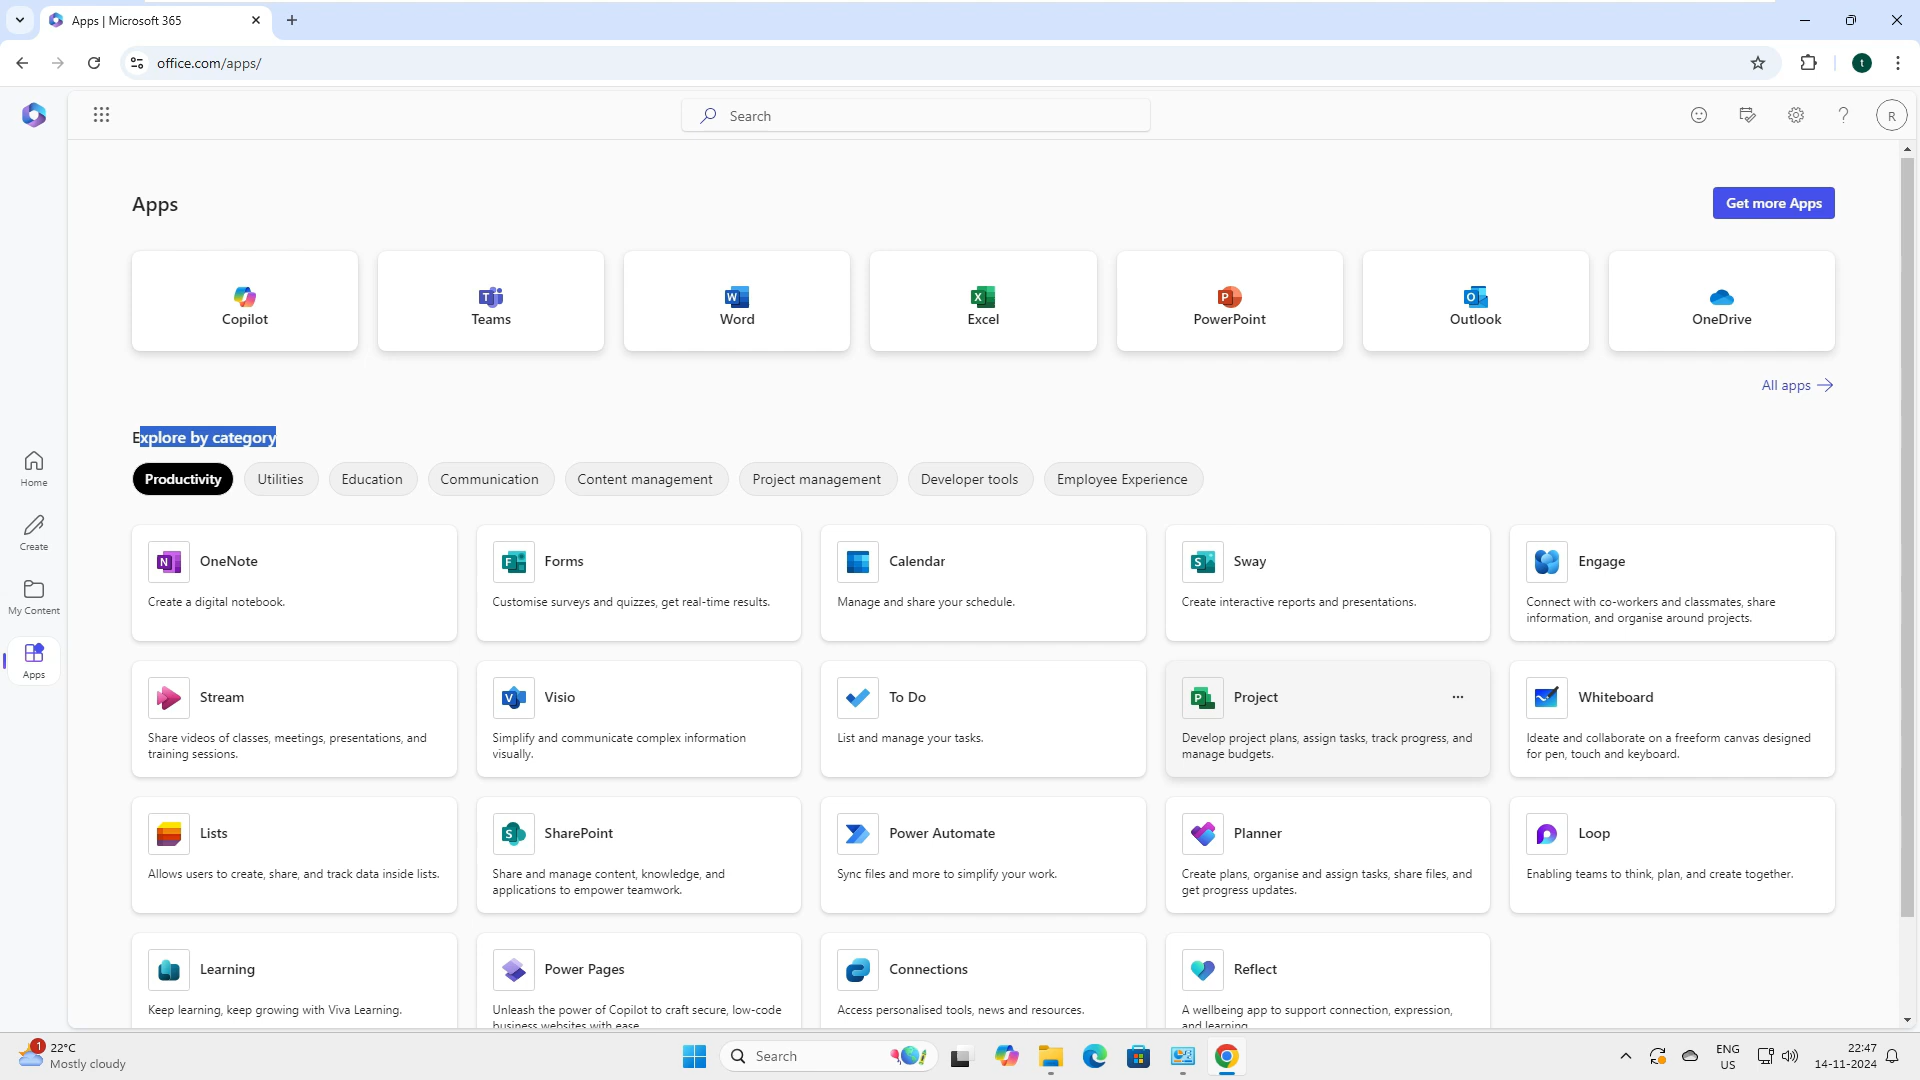 Apps | Microsoft 365
office.com/apps/
Search
R
t
Apps
Get more Apps
Copilot
Teams
Word
Excel
PowerPoint
Outlook
OneDrive
All apps
Explore by category
Productivity
Utilities
Education
Communication
Content management
Project management
Developer tools
Employee Experience
Home
Create
My Content
Apps
OneNote
Create a digital notebook.
Forms
Customise surveys and quizzes, get real-time results.
Calendar
Manage and share your schedule.
Sway
Create interactive reports and presentations.
Engage
Connect with co-workers and classmates, share
information, and organise around projects.
Stream
Share videos of classes, meetings, presentations, and
training sessions.
Visio
Simplify and communicate complex information
visually.
To Do
List and manage your tasks.
Project
Develop project plans, assign tasks, track progress, and
manage budgets.
Whiteboard
Ideate and collaborate on a freeform canvas designed
for pen, touch and keyboard.
Lists
Allows users to create, share, and track data inside lists.
SharePoint
Share and manage content, knowledge, and
applications to empower teamwork.
Power Automate
Sync files and more to simplify your work.
Planner
Create plans, organise and assign tasks, share files, and
get progress updates.
Loop
Enabling teams to think, plan, and create together.
Learning
Keep learning, keep growing with Viva Learning.
Power Pages
Unleash the power of Copilot to craft secure, low-code
business websites with ease.
Connections
Access personalised tools, news and resources.
Reflect
A wellbeing app to support connection, expression,
and learning.
1
22°C
Mostly cloudy
Search
ENG
US
22:47
14-11-2024